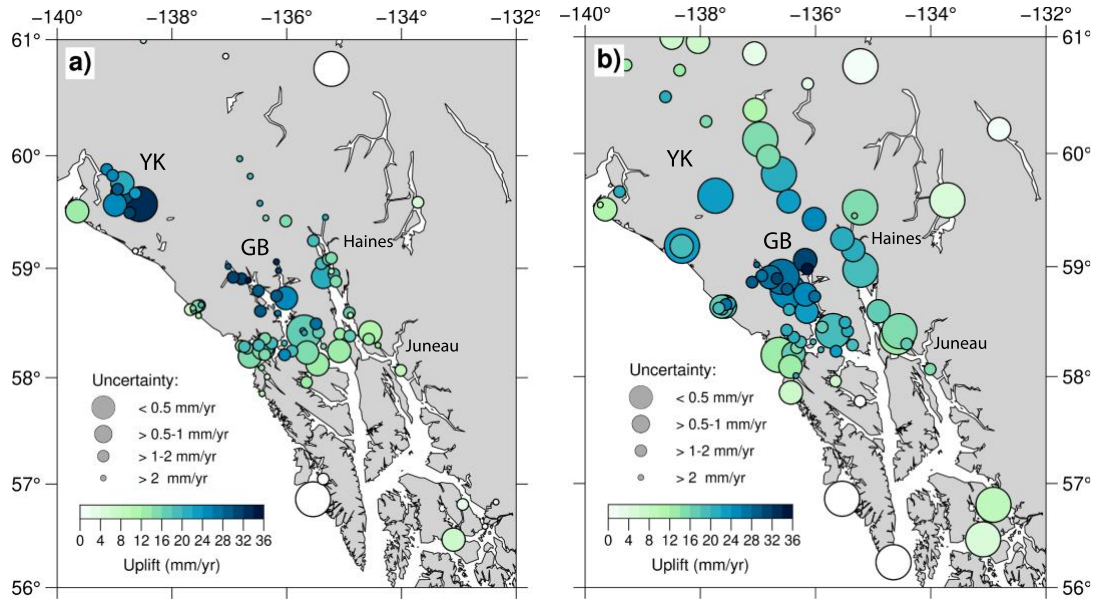 −140° −138° −136° −134° −132°
a)
61°
60°
59°
58°
57°
56°
YK
GB
Haines
Juneau
Uncertainty:
< 0.5 mm/yr
> 0.5-1 mm/yr
> 1-2 mm/yr
> 2 mm/yr
0 4 8 12 16 20 24 28 32 36
Uplift (mm/yr)
−140° −138° −136° −134° −132°
b)
61°
60°
59°
58°
57°
56°
YK
GB
Haines
Juneau
Uncertainty:
< 0.5 mm/yr
> 0.5-1 mm/yr
> 1-2 mm/yr
> 2 mm/yr
0 4 8 12 16 20 24 28 32 36
Uplift (mm/yr)